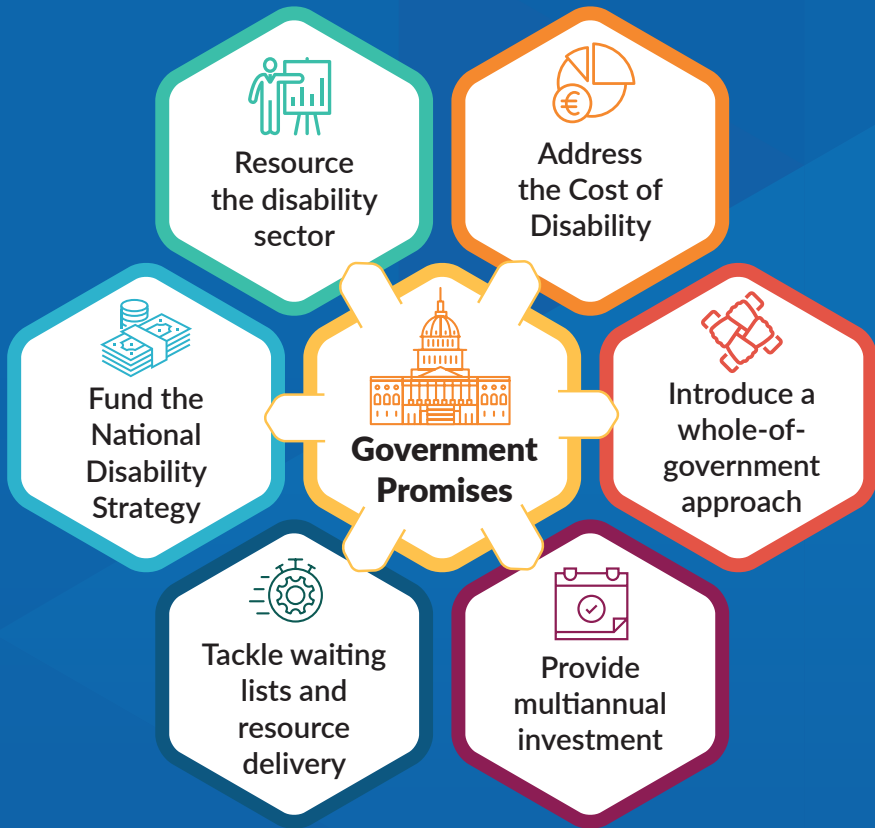 Resource
the disability
sector
Address
the Cost of
Disability
Fund the
National
Disability
Strategy
€
Government
Promises
Introduce a
whole-of-
government
approach
Tackle waiting
lists and
resource
delivery
Provide
multiannual
investment